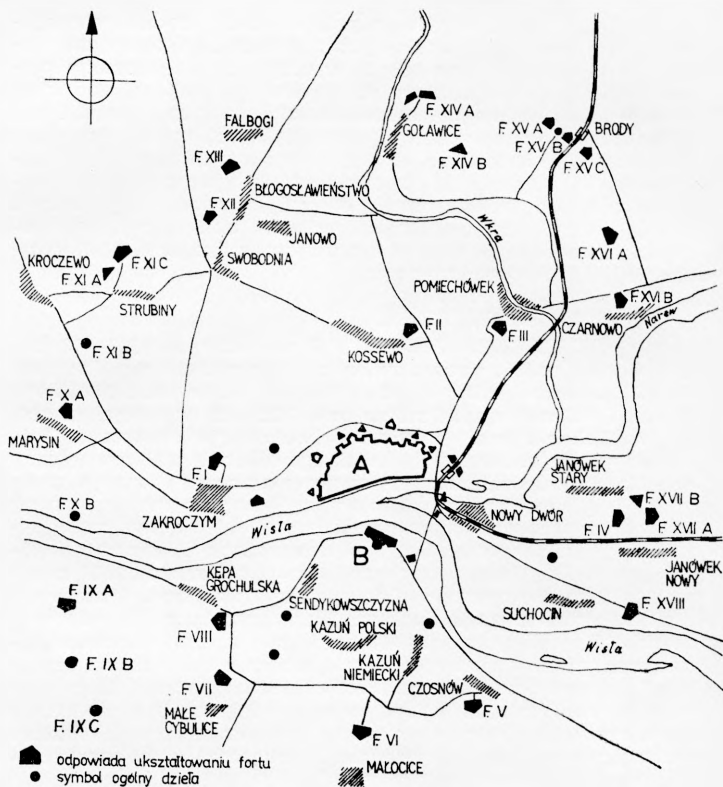 F. XIV A
FALBOGI
GOŁAWICE
F. XV A
BRODY
F. XV B
F. XIII
F. XIV B
F. XV C
BŁOGOSŁAWIEŃSTWO
F. XII
JANOWO
Wkra
KROCZEWO
F. XI C
SWOBODNIA
F. XVI A
F. XI A
POMIECHÓWEK
STRUBINY
F. XVI B
F. II
F. III
CZARNOWO
Narew
KOSSEWO
F. XI B
F. X A
MARYSIN
F. I
A
JANÓWEK
STARY
F. XVII B
F. X B
ZAKROCZYM
NOWY DWÓR
F. IV
F. XVII A
Wisła
B
JANÓWEK
NOWY
KĘPA
GROCHULSKA
F. IX A
SENDYKOWSZCZYZNA
SUCHOCIN
F. XVIII
F. VIII
KAZUŃ POLSKI
Wisła
F. IX B
KAZUŃ
NIEMIECKI
F. VII
CZOSNÓW
MAŁE
CYBULICE
F. V
F. IX C
F. VI
odpowiada ukształtowaniu fortu
MAŁOCICE
symbol ogólny dzieła